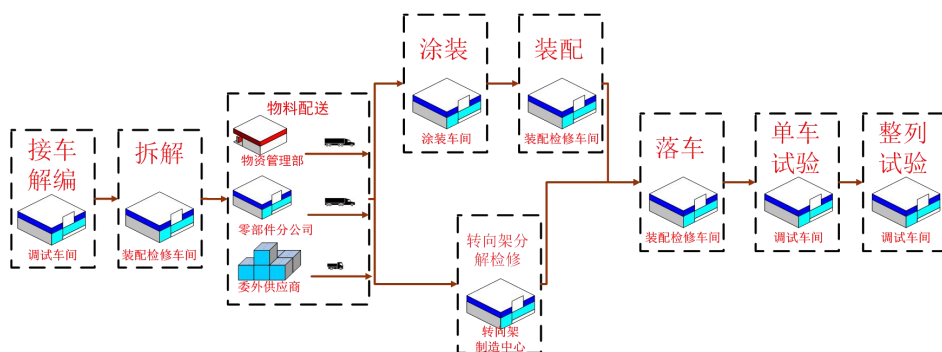 接车
解编
调试车间
拆解
装配检修车间
物料配送
物资管理部
零部件分公司
委外供应商
涂装
涂装车间
装配
装配检修车间
转向架分
解检修
转向架
制造中心
落车
装配检修车间
单车
试验
调试车间
整列
试验
调试车间